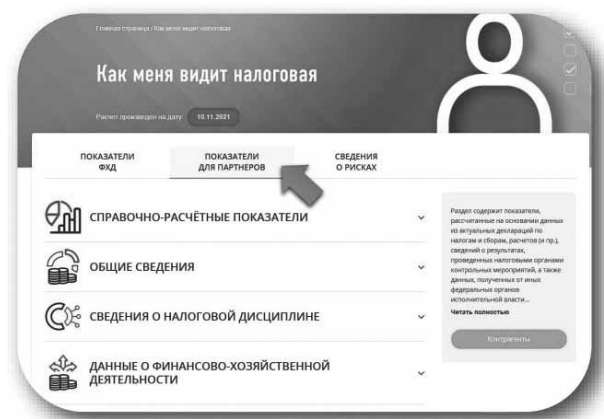 Главная страница / Как меня видит налоговая
Как меня видит налоговая
Расчет произведен на дату 10.11.2021
ПОКАЗАТЕЛИ
ФХД
ПОКАЗАТЕЛИ
ДЛЯ ПАРТНЕРОВ
СВЕДЕНИЯ
О РИСКАХ
СПРАВОЧНО-РАСЧЁТНЫЕ ПОКАЗАТЕЛИ
ОБЩИЕ СВЕДЕНИЯ
СВЕДЕНИЯ О НАЛОГОВОЙ ДИСЦИПЛИНЕ
ДАННЫЕ О ФИНАНСОВО-ХОЗЯЙСТВЕННОЙ
ДЕЯТЕЛЬНОСТИ
Раздел содержит показатели,
рассчитанные на основании данных
из актуальных деклараций по
налогам и сборам, расчетов (и пр.),
сведений о результатах,
проведенных налоговыми органами
контрольных мероприятий, а также
данных, полученных от иных
федеральных органов
исполнительной власти...
Читать полностью
Контрагенты